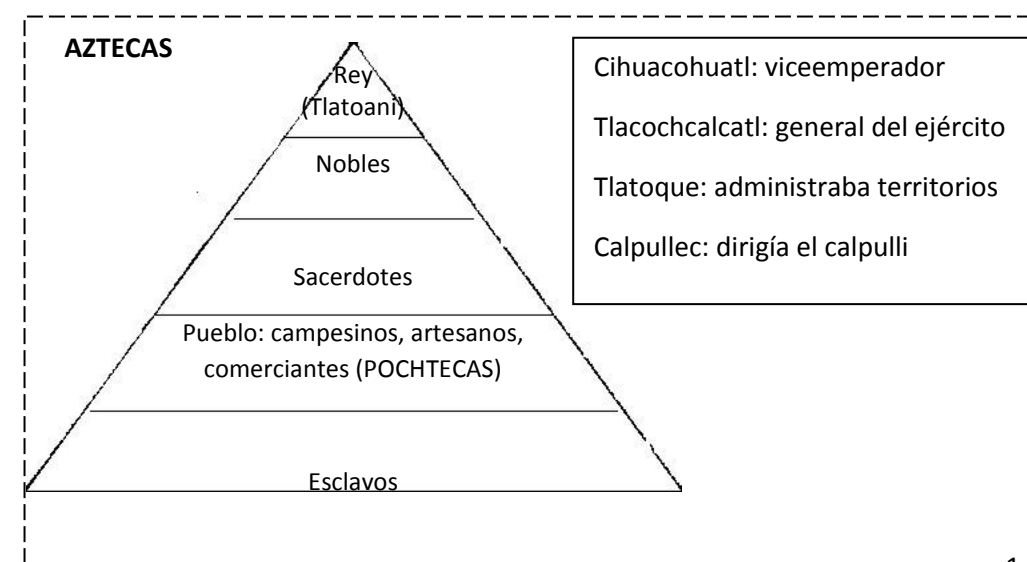 AZTECAS
Rey
(Tlatoani)
Nobles
Sacerdotes
Pueblo: campesinos, artesanos,
comerciantes (POCHTECAS)
Esclavos
Cihuacohuatl: viceemperador
Tlacochcalcatl: general del ejército
Tlatoque: administraba territorios
Calpullec: dirigía el calpulli